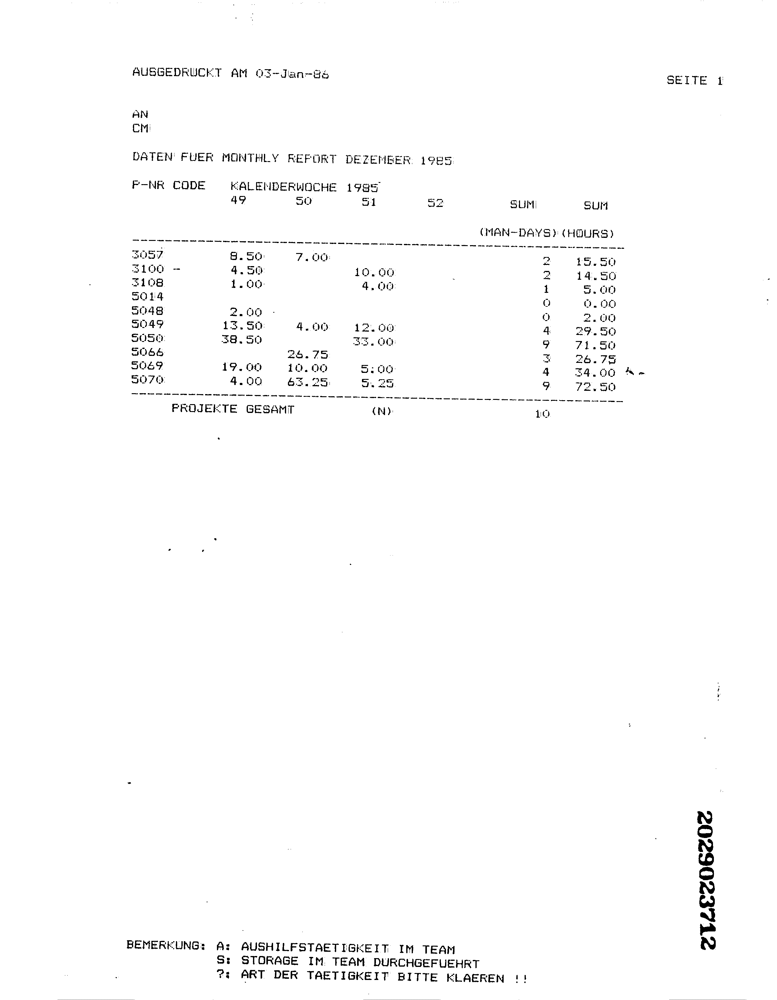 AUSGEDRUCKT AM 03-Jan-86
SEITE 1
AN
CM
DATEN FUER MONTHLY REPORT DEZEMBER 1985
P-NR CODE KALENDERWOCHE 1985
49 50 51 52 SUM SUM
(MAN-DAYS) (HOURS)
3057 8.50 7.00 2 15.50
3100 - 4.50 10.00 2 14.50
3108 1.00 4.00 1 5.00
5014 0 0.00
5048 2.00 0 2.00
5049 13.50 4.00 12.00 4 29.50
5050 38.50 33.00 9 71.50
5066 26.75 3 26.75
5069 19.00 10.00 5.00 4 34.00
5070 4.00 63.25 5.25 9 72.50
PROJEKTE GESAMT (N) 10
2029023712
BEMERKUNG: A: AUSHILFSTAETIGKEIT IM TEAM
S: STORAGE IM TEAM DURCHGEFUEHRT
?: ART DER TAETIGKEIT BITTE KLAEREN !!